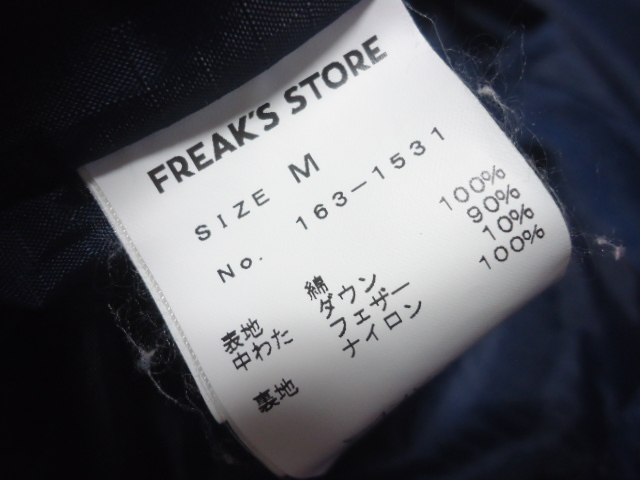 FREAK'S STORE
SIZE M
No. 163-1531
表地 綿 100%
中わた ダウン 90%
フェザー 10%
裏地 ナイロン 100%